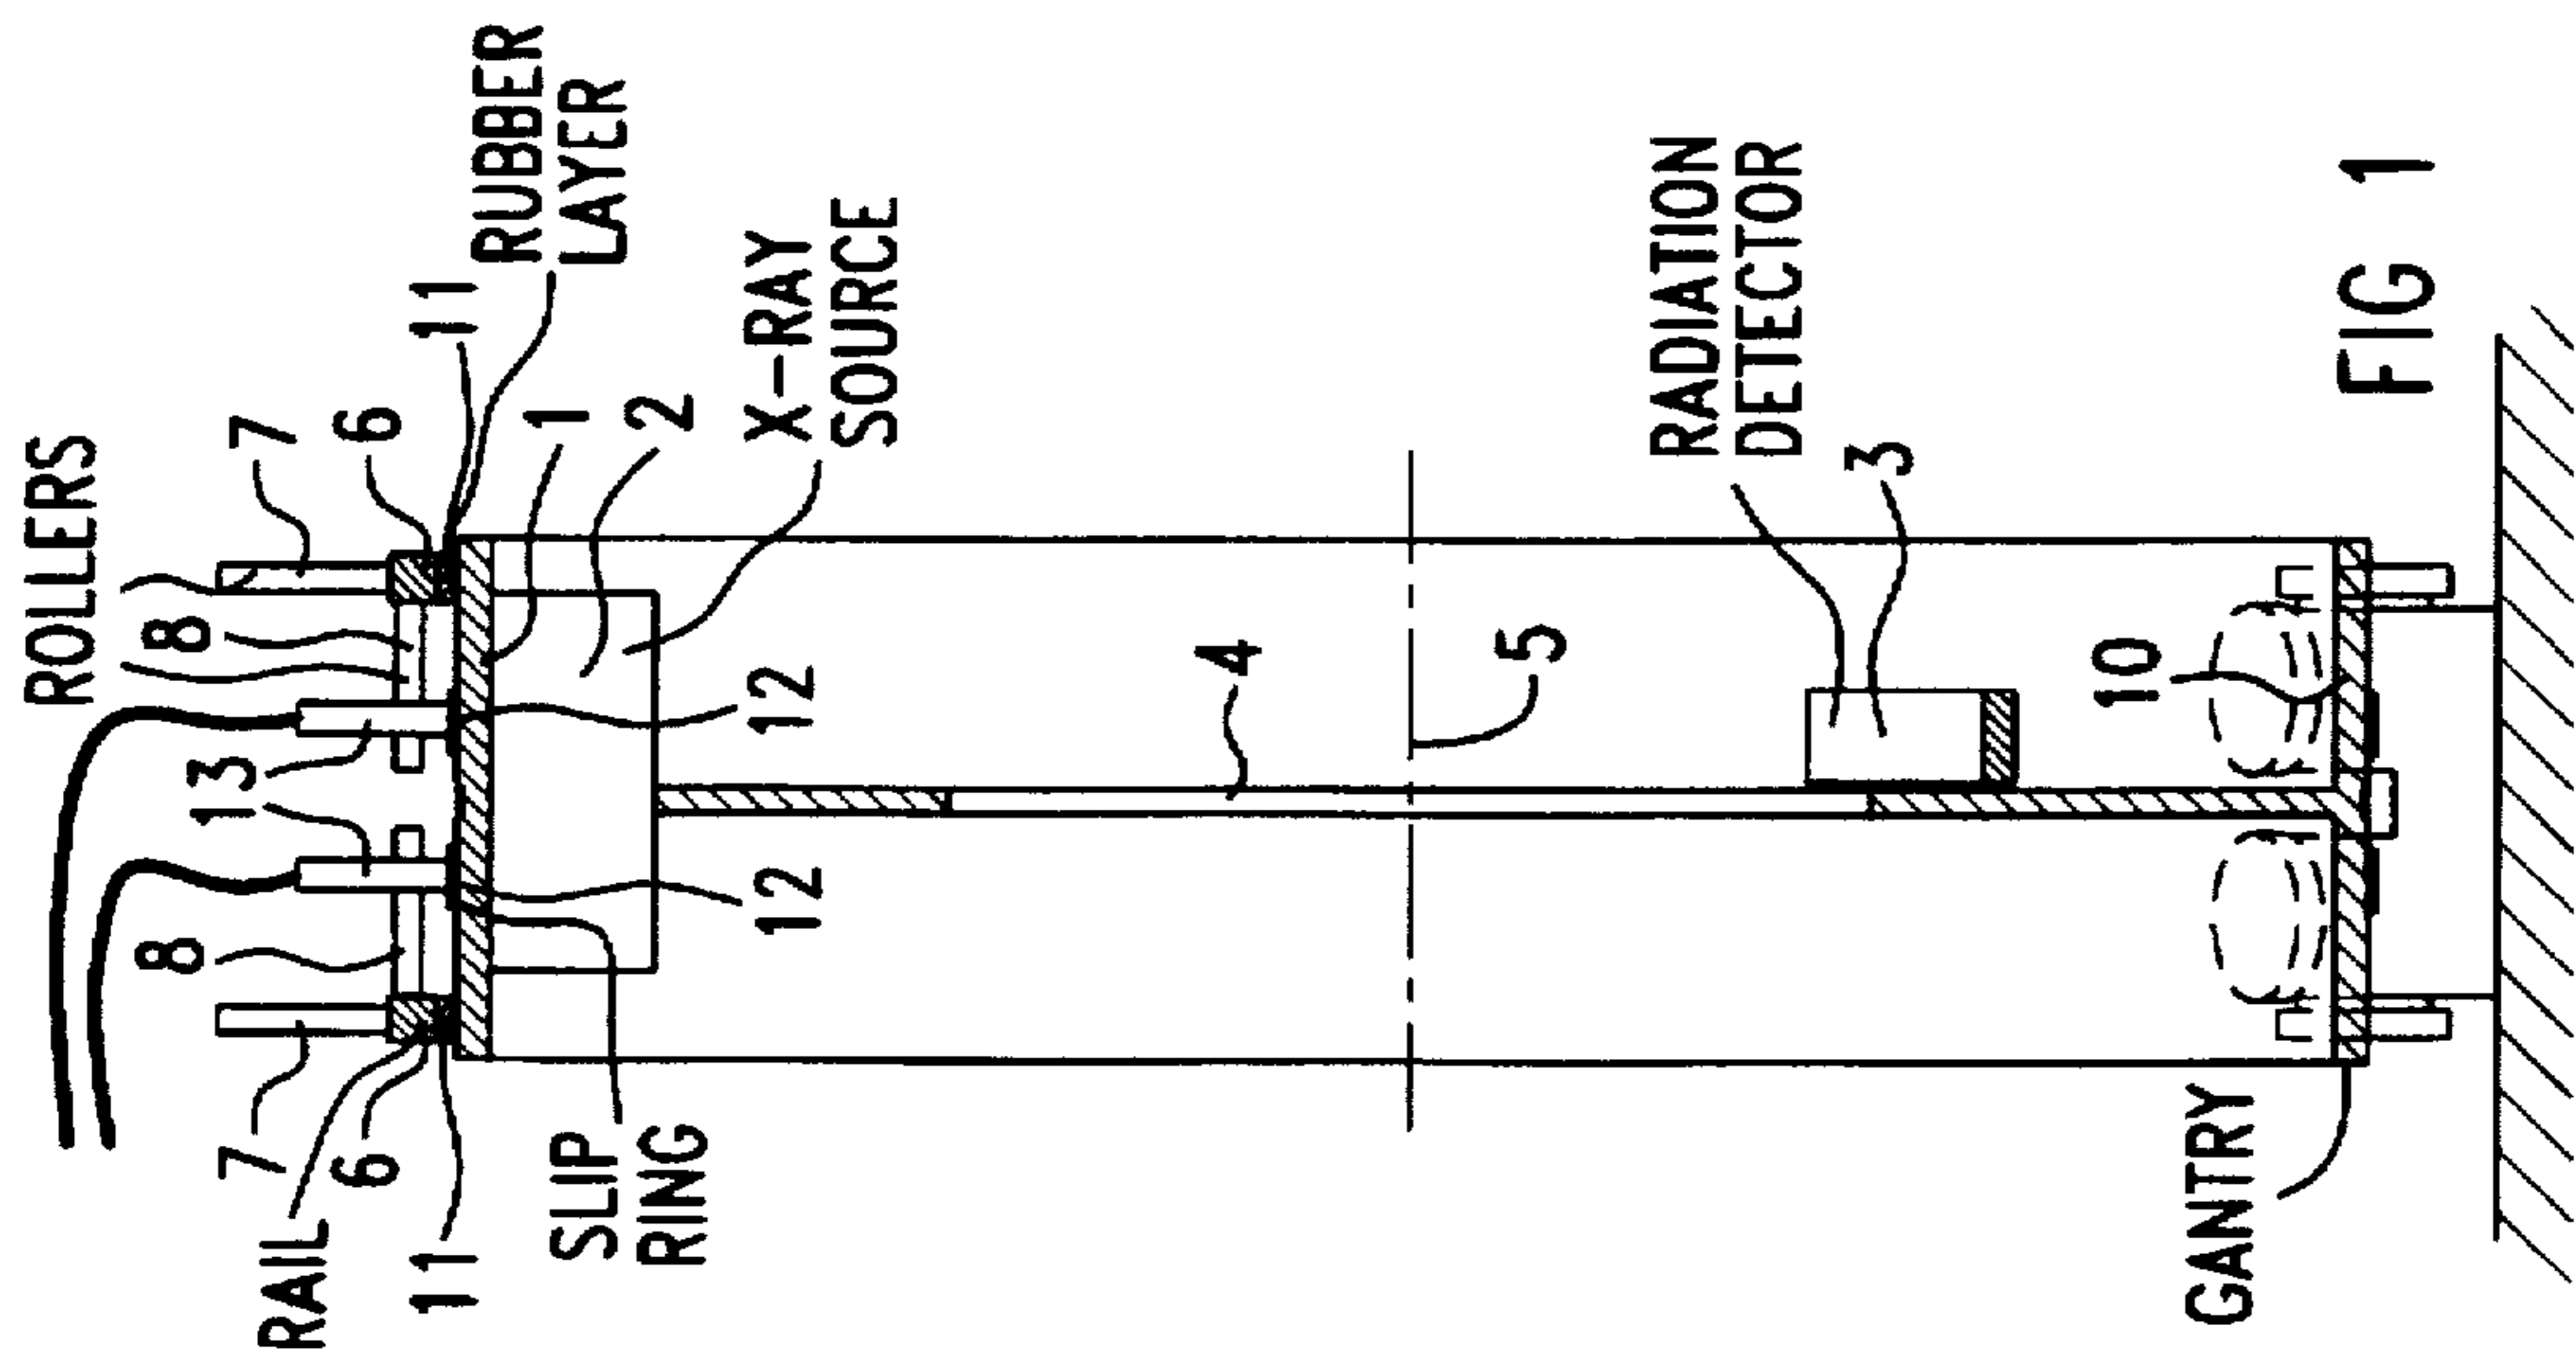 ROLLERS
7
6
11
RUBBER
LAYER
8
1
2
X-RAY
SOURCE
13
12
8
12
7
6
RAIL
11
SLIP
RING
4
5
RADIATION
DETECTOR
3
10
GANTRY
FIG 1